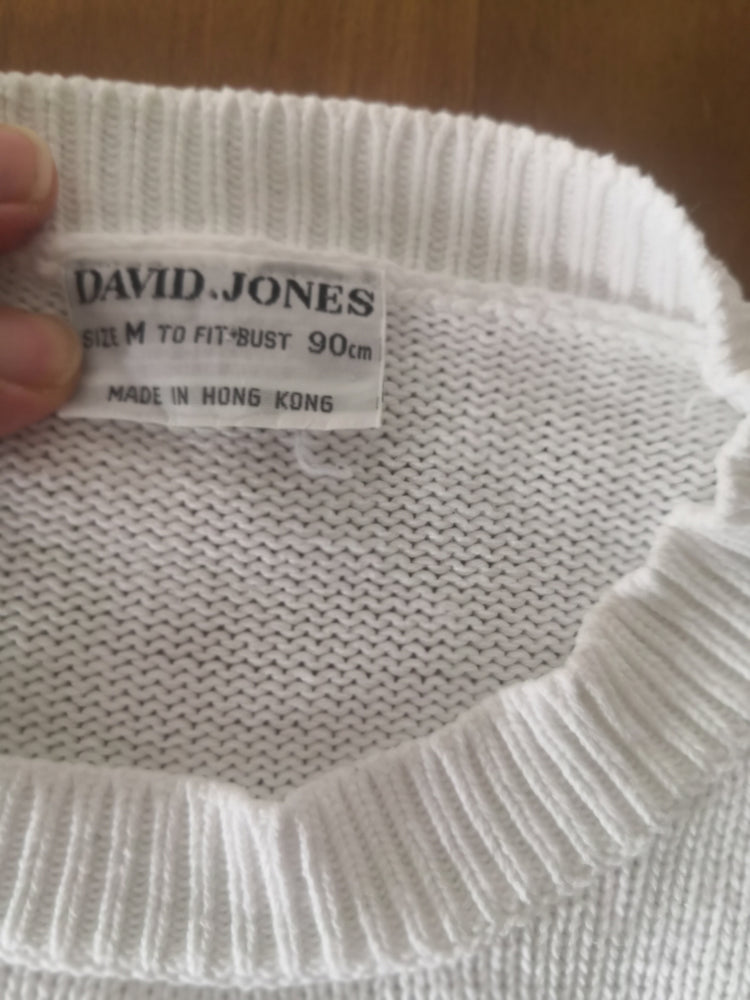 DAVID JONES
SIZE M TO FIT BUST 90cm
MADE IN HONG KONG